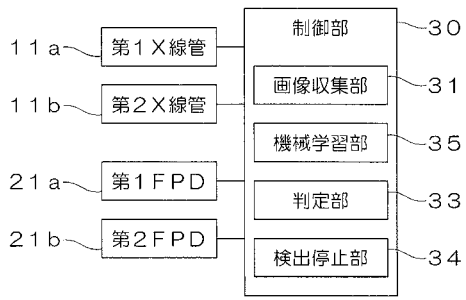 制御部
30
11a
第1X線管
画像収集部
31
11b
第2X線管
機械学習部
35
21a
第1FPD
判定部
33
21b
第2FPD
検出停止部
34